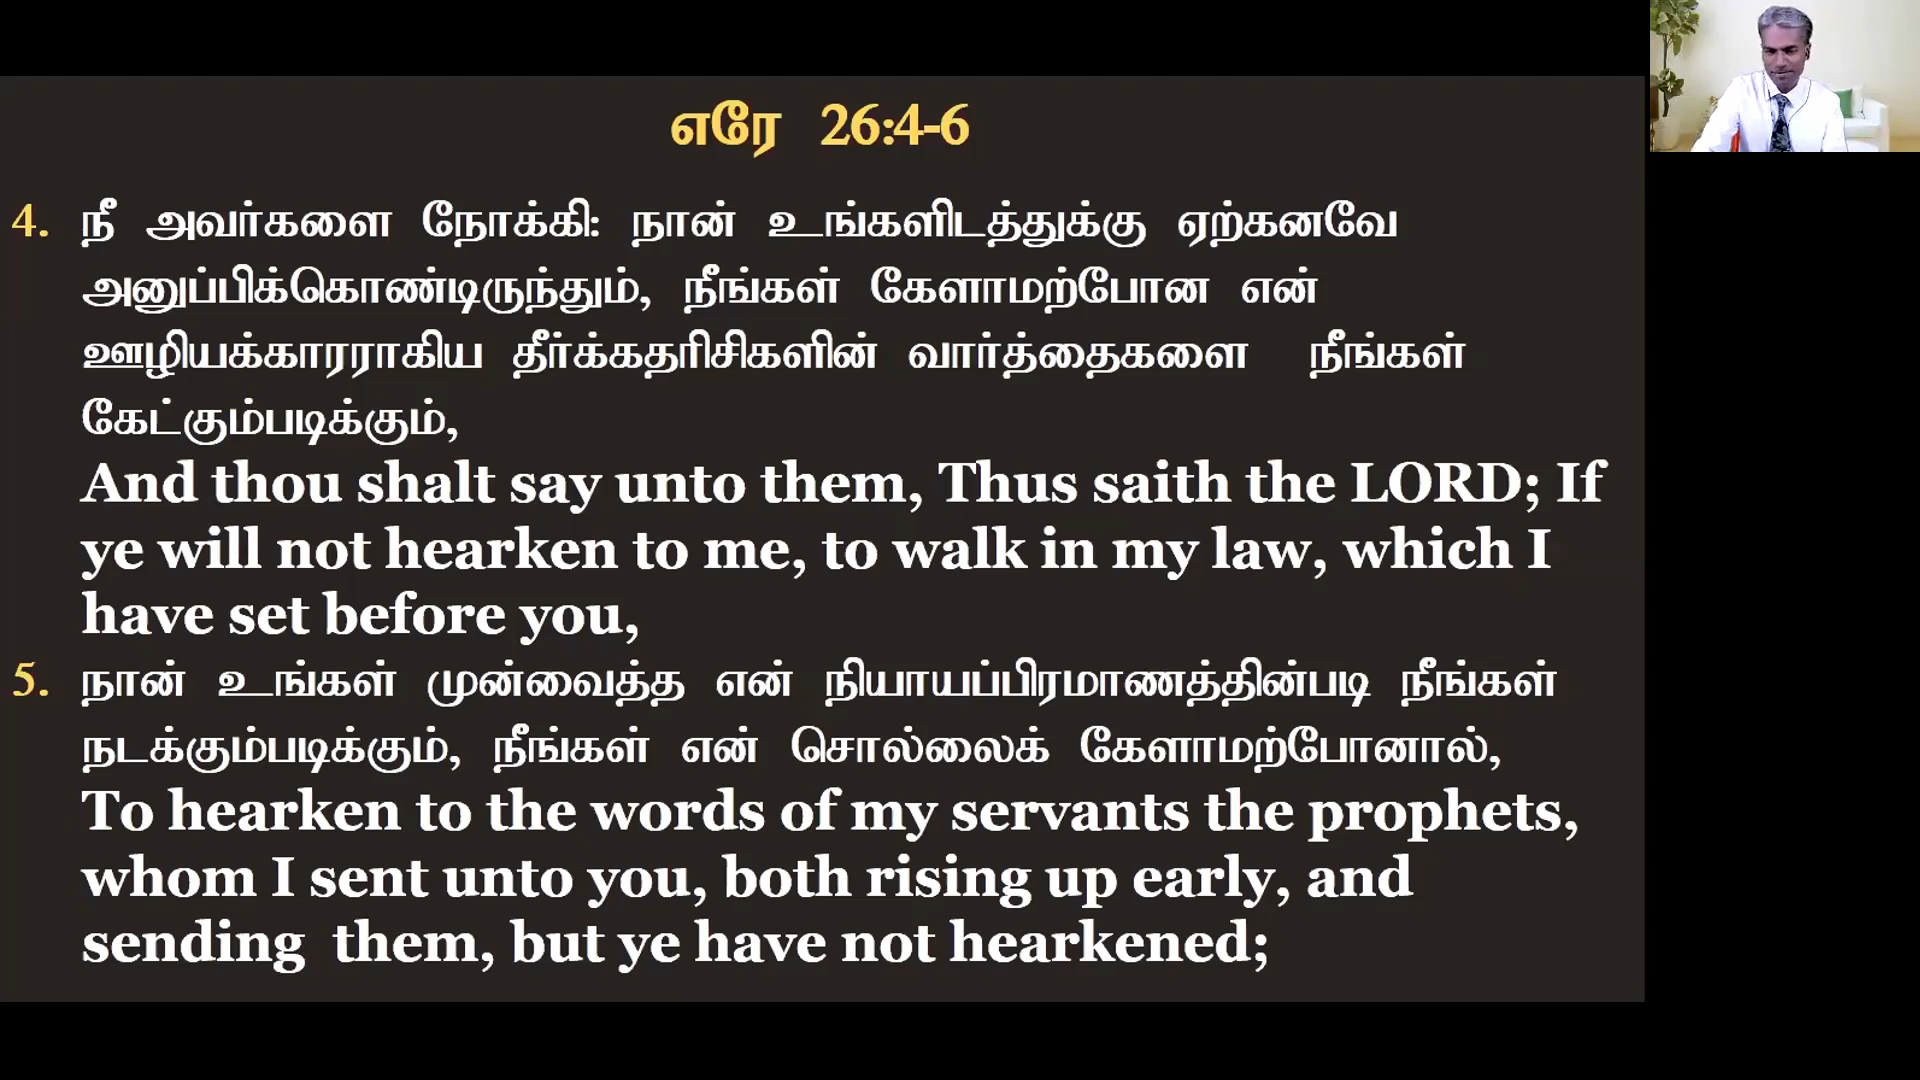 எரே 26:4-6
4. நீ அவர்களை நோக்கி: நான் உங்களிடத்துக்கு ஏற்கனவே
அனுப்பிக்கொண்டிருந்தும், நீங்கள் கேளாமற்போன என்
ஊழியக்காரராகிய தீர்க்கதரிசிகளின் வார்த்தைகளை நீங்கள்
கேட்கும்படிக்கும்,
And thou shalt say unto them, Thus saith the LORD; If
ye will not hearken to me, to walk in my law, which I
have set before you,
5. நான் உங்கள் முன்வைத்த என் நியாயப்பிரமாணத்தின்படி நீங்கள்
நடக்கும்படிக்கும், நீங்கள் என் சொல்லைக் கேளாமற்போனால்,
To hearken to the words of my servants the prophets,
whom I sent unto you, both rising up early, and
sending them, but ye have not hearkened;